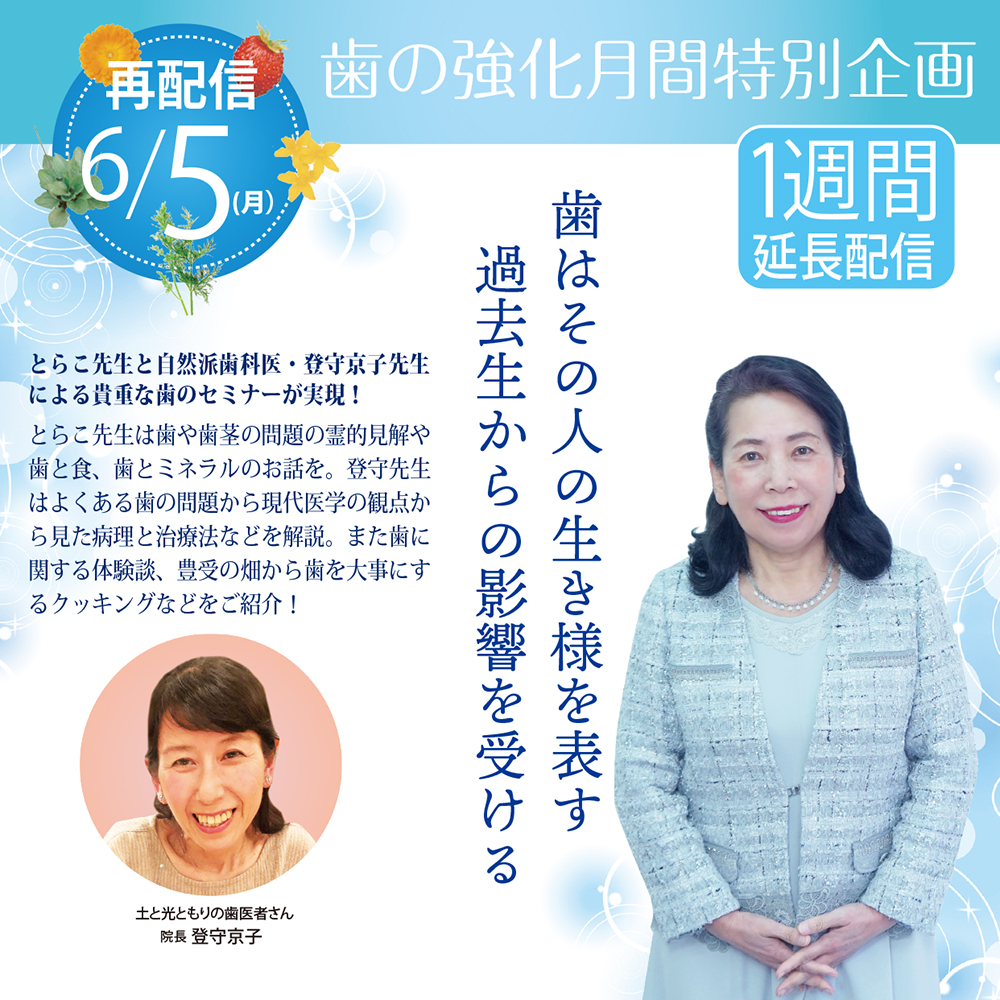 再配信
6/5(月)
歯の強化月間特別企画
1週間
延長配信
歯はその人の生き様を表す
過去生からの影響を受ける
とらこ先生と自然派歯科医・登守京子先生
による貴重な歯のセミナーが実現！
とらこ先生は歯や歯茎の問題の霊的見解や
歯と食、歯とミネラルのお話を。登守先生
はよくある歯の問題から現代医学の観点か
ら見た病理と治療法などを解説。また歯に
関する体験談、豊受の畑から歯を大事にす
るクッキングなどをご紹介！
土と光ともりの歯医者さん
院長 登守京子